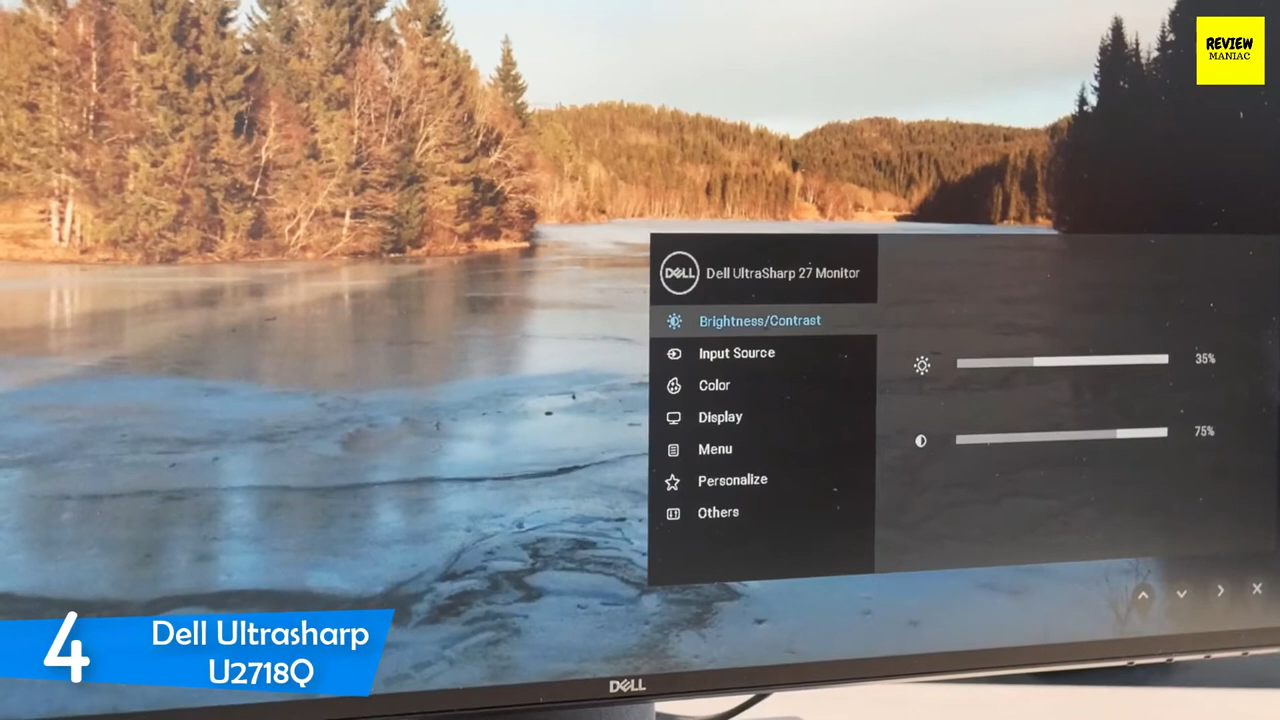 REVIEW
MANIAC
DELL
Dell UltraSharp 27 Monitor
Brightness/Contrast
Input Source
Color
Display
Menu
Personalize
Others
35%
75%
4
Dell Ultrasharp
U2718Q
DELL